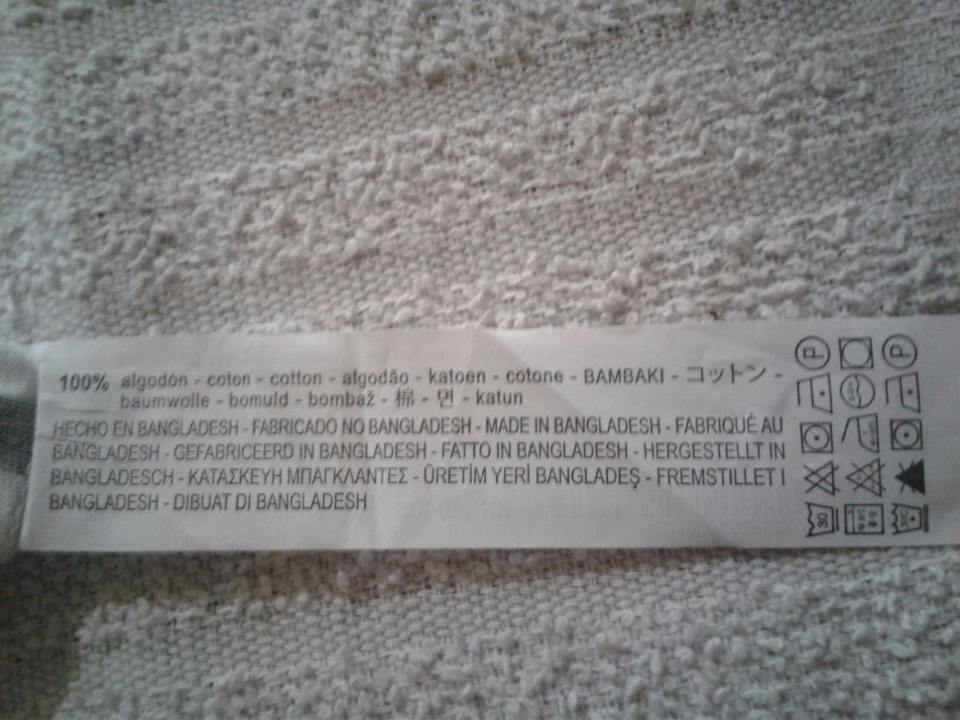 100% algodón - coton - cotton - algodão - katoen - cotone - BAMBAKI - コットン -
baumwolle - bomuld - bombaž - 棉 - 면 - katun
HECHO EN BANGLADESH - FABRICADO NO BANGLADESH - MADE IN BANGLADESH - FABRIQUÉ AU
BANGLADESH - GEFABRICEERD IN BANGLADESH - FATTO IN BANGLADESH - HERGESTELLT IN
BANGLADESCH - ΚΑΤΑΣΚΕΥΗ ΜΠΑΓΚΛΑΝΤΕΣ - ÜRETİM YERİ BANGLADEŞ - FREMSTILLET I
BANGLADESH - DIBUAT DI BANGLADESH
P P
30